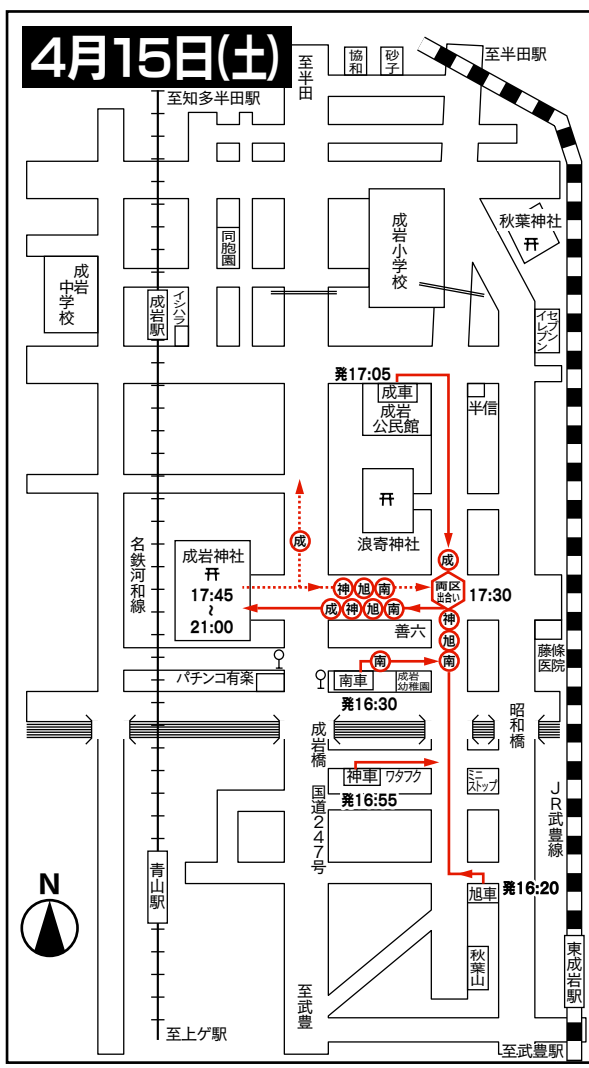 4月15日(土)
至半田
協和
砂子
至半田駅
至知多半田駅
秋葉神社
成岩小学校
同胞園
成岩中学校
成岩駅
イシハラ
セブンイレブン
発17:05
成車
成岩
公民館
半信
浪寄神社
名鉄河和線
成岩神社
17:45
〜
21:00
成
成
神旭南
両区
出合い
17:30
成神旭南
神
旭
南
善六
藤條
医院
南
パチンコ有楽
南車
成岩
幼稚園
発16:30
昭和橋
成岩橋
神車
ワタフク
ミニ
ストップ
発16:55
国道247号
JR武豊線
青山駅
発16:20
旭車
N
秋葉山
東成岩駅
至武豊
至上ゲ駅
至武豊駅